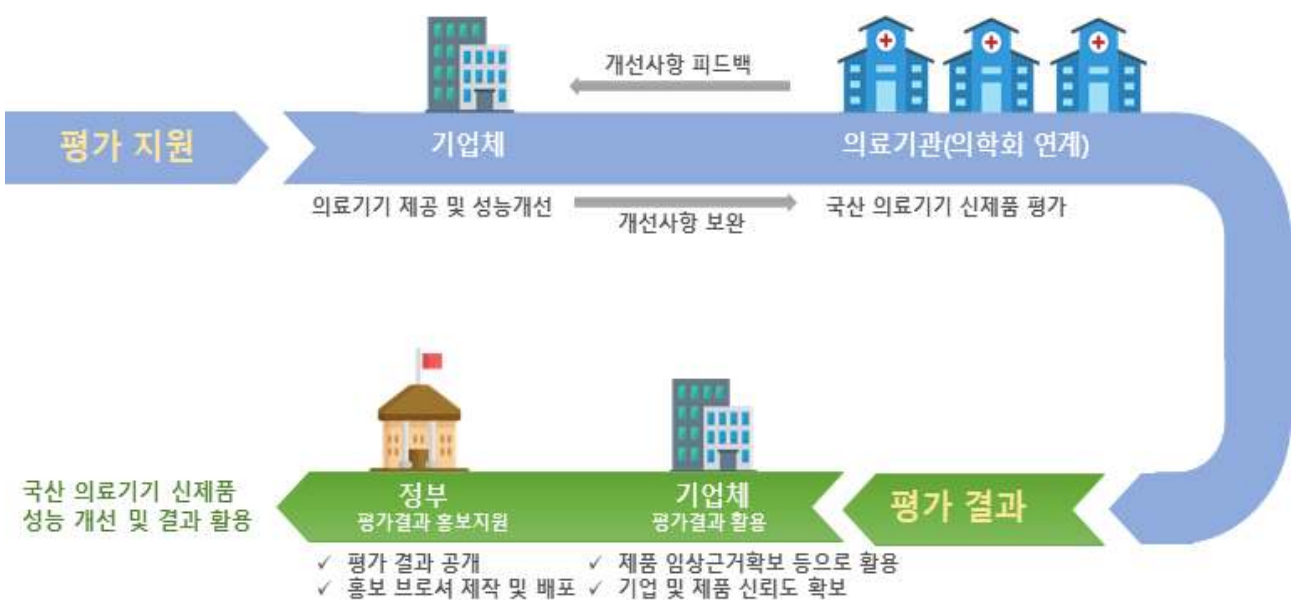 개선사항 피드백
평가 지원
기업체
의료기관(의학회 연계)
의료기기 제공 및 성능개선
개선사항 보완
국산 의료기기 신제품 평가
평가 결과
기업체
평가결과 활용
✓ 제품 임상근거확보 등으로 활용
✓ 기업 및 제품 신뢰도 확보
정부
평가결과 홍보지원
✓ 평가 결과 공개
✓ 홍보 브로셔 제작 및 배포
국산 의료기기 신제품
성능 개선 및 결과 활용